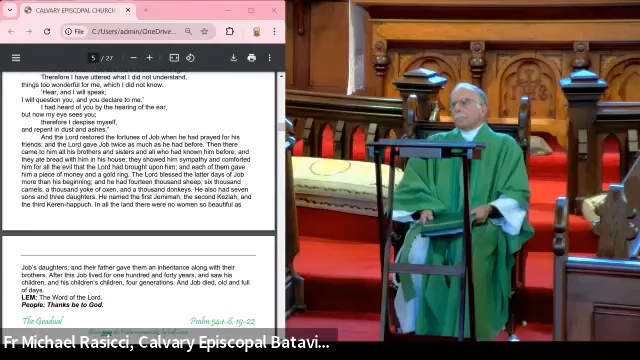 CALVARY EPISCOPAL CHURCH
File
C:/Users/admin/OneDrive...
5 / 27
Therefore I have uttered what I did not understand,
things too wonderful for me, which I did not know.
'Hear, and I will speak;
I will question you, and you declare to me.'
I had heard of you by the hearing of the ear,
but now my eye sees you;
therefore I despise myself,
and repent in dust and ashes."
And the Lord restored the fortunes of Job when he had prayed for his
friends; and the Lord gave Job twice as much as he had before. Then there
came to him all his brothers and sisters and all who had known him before, and
they ate bread with him in his house; they showed him sympathy and comforted
him for all the evil that the Lord had brought upon him; and each of them gave
him a piece of money and a gold ring. The Lord blessed the latter days of Job
more than his beginning; and he had fourteen thousand sheep, six thousand
camels, a thousand yoke of oxen, and a thousand donkeys. He also had seven
sons and three daughters. He named the first Jemimah, the second Keziah, and
the third Keren-happuch. In all the land there were no women so beautiful as
Job's daughters; and their father gave them an inheritance along with their
brothers. After this Job lived for one hundred and forty years, and saw his
children, and his children's children, four generations. And Job died, old and full
of days.
LEM: The Word of the Lord.
People: Thanks be to God.
The Gradual Psalm 34:1-8, 19-22
Fr Michael Rasicci, Calvary Episcopal Batavi...